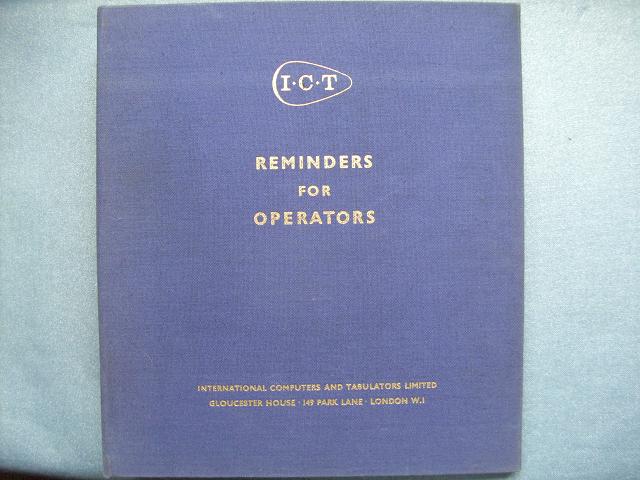 I·C·T
REMINDERS
FOR
OPERATORS
INTERNATIONAL COMPUTERS AND TABULATORS LIMITED
GLOUCESTER HOUSE · 149 PARK LANE · LONDON W.1